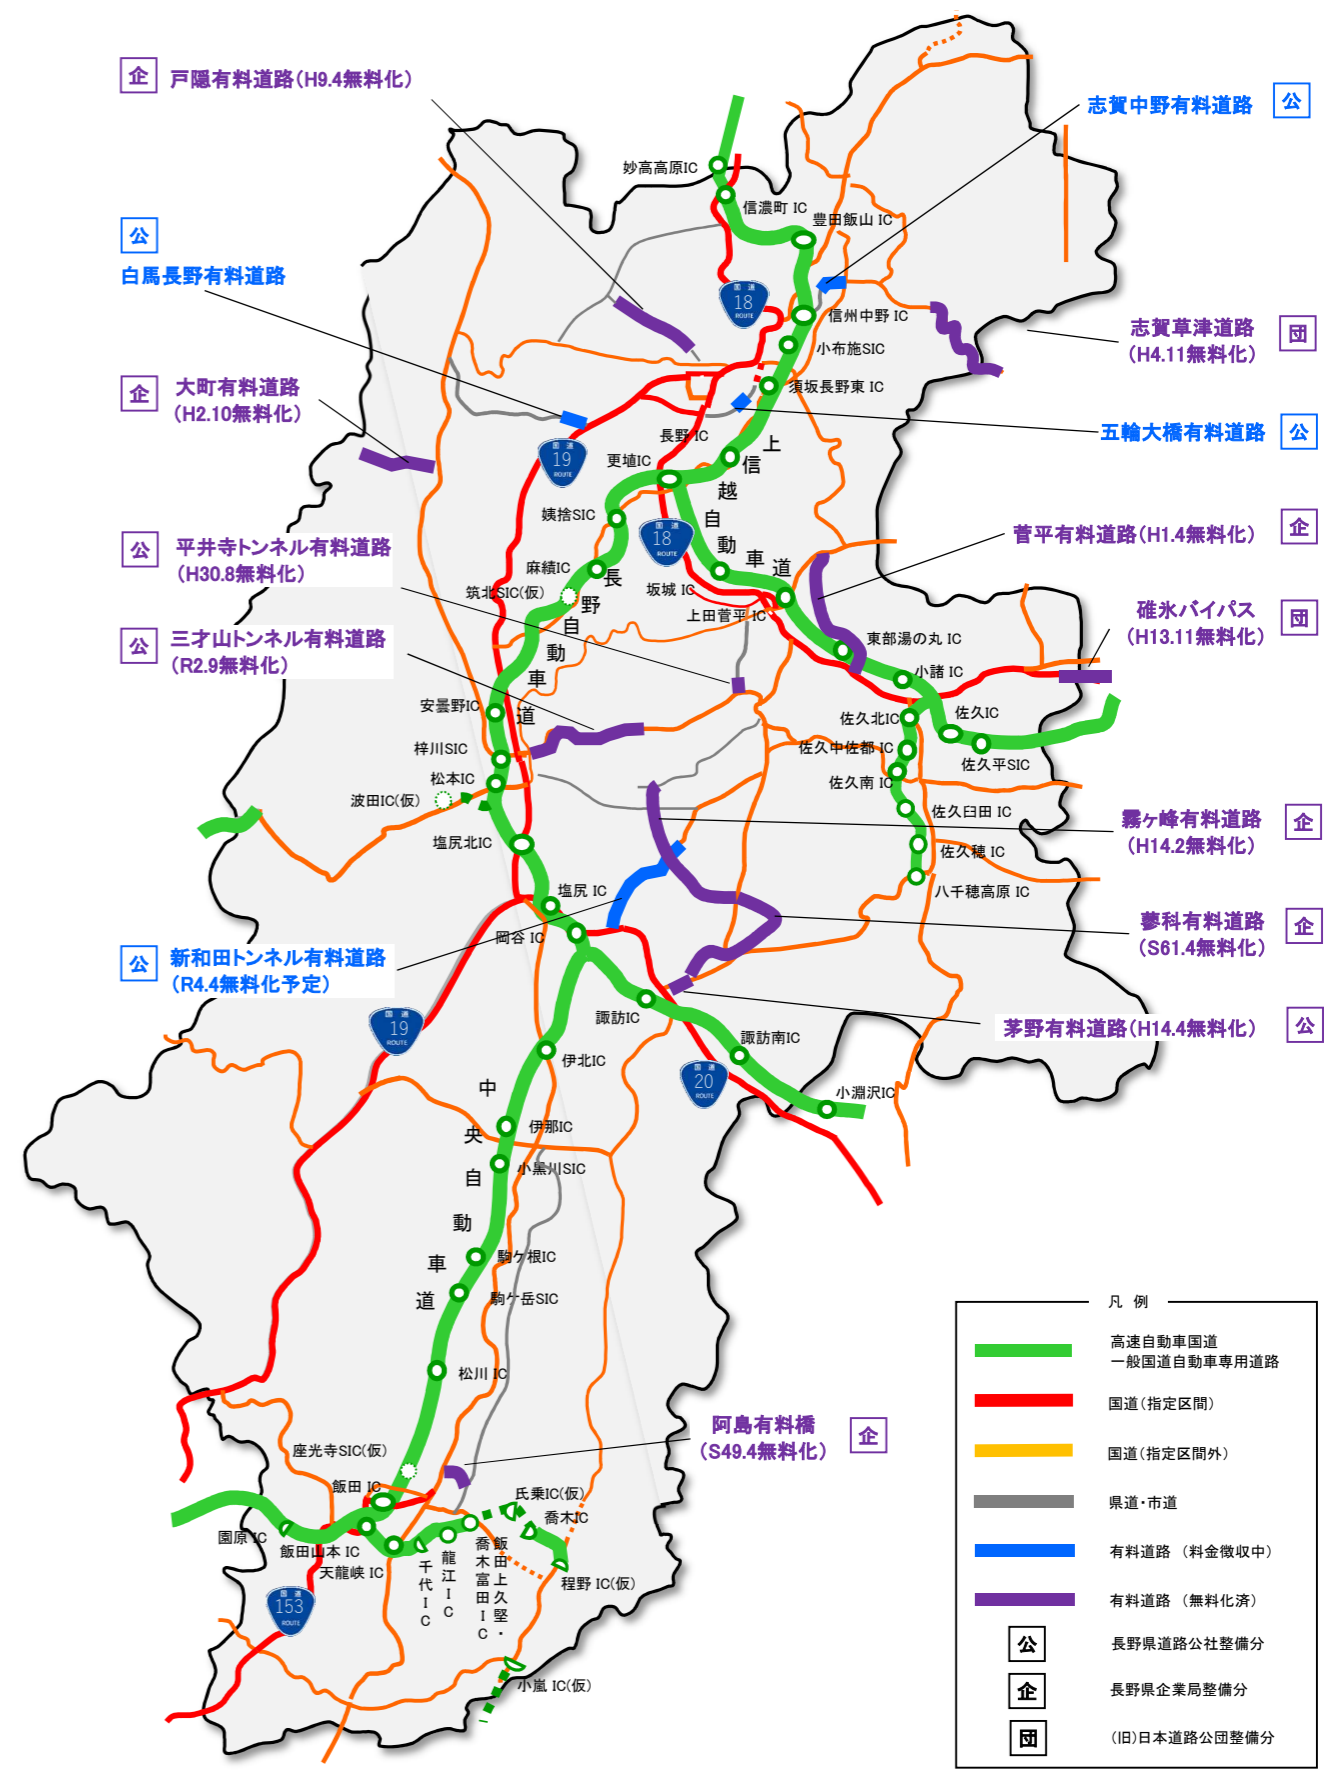 企 戸隠有料道路（H9.4無料化）
志賀中野有料道路 公
公
白馬長野有料道路
企 大町有料道路
（H2.10無料化）
志賀草津道路 団
（H4.11無料化）
五輪大橋有料道路 公
公 平井寺トンネル有料道路
（H30.8無料化）
菅平有料道路（H1.4無料化） 企
公 三才山トンネル有料道路
（R2.9無料化）
碓氷バイパス 団
（H13.11無料化）
霧ヶ峰有料道路 企
（H14.2無料化）
蓼科有料道路 企
（S61.4無料化）
公 新和田トンネル有料道路
（R4.4無料化予定）
茅野有料道路（H14.4無料化） 公
阿島有料橋 企
（S49.4無料化）
妙高高原IC
信濃町 IC
豊田飯山 IC
国道
18
ROUTE
信州中野 IC
小布施SIC
須坂長野東 IC
長野 IC
国道
19
ROUTE
更埴IC
上信越自動車道
姨捨SIC
国道
18
ROUTE
麻績IC
筑北SIC(仮)
長野自動車道
坂城 IC
上田菅平 IC
東部湯の丸 IC
小諸 IC
安曇野IC
佐久北IC
佐久IC
梓川SIC
佐久中佐都 IC
佐久平SIC
松本IC
佐久南 IC
波田IC(仮)
佐久臼田 IC
塩尻北IC
佐久穂 IC
八千穂高原 IC
塩尻 IC
岡谷 IC
諏訪IC
国道
19
ROUTE
諏訪南IC
伊北IC
国道
20
ROUTE
小淵沢IC
中央自動車道
伊那IC
小黒川SIC
駒ケ根IC
駒ケ岳SIC
松川 IC
座光寺SIC(仮)
飯田 IC
氏乗IC(仮)
喬木IC
園原 IC
飯田山本 IC
天龍峡 IC
千代IC
龍江IC
飯田上久堅・
喬木富田IC
程野 IC(仮)
国道
153
ROUTE
小嵐 IC(仮)
凡 例
高速自動車国道
一般国道自動車専用道路
国道（指定区間）
国道（指定区間外）
県道・市道
有料道路 （料金徴収中）
有料道路 （無料化済）
公 長野県道路公社整備分
企 長野県企業局整備分
団 （旧）日本道路公団整備分